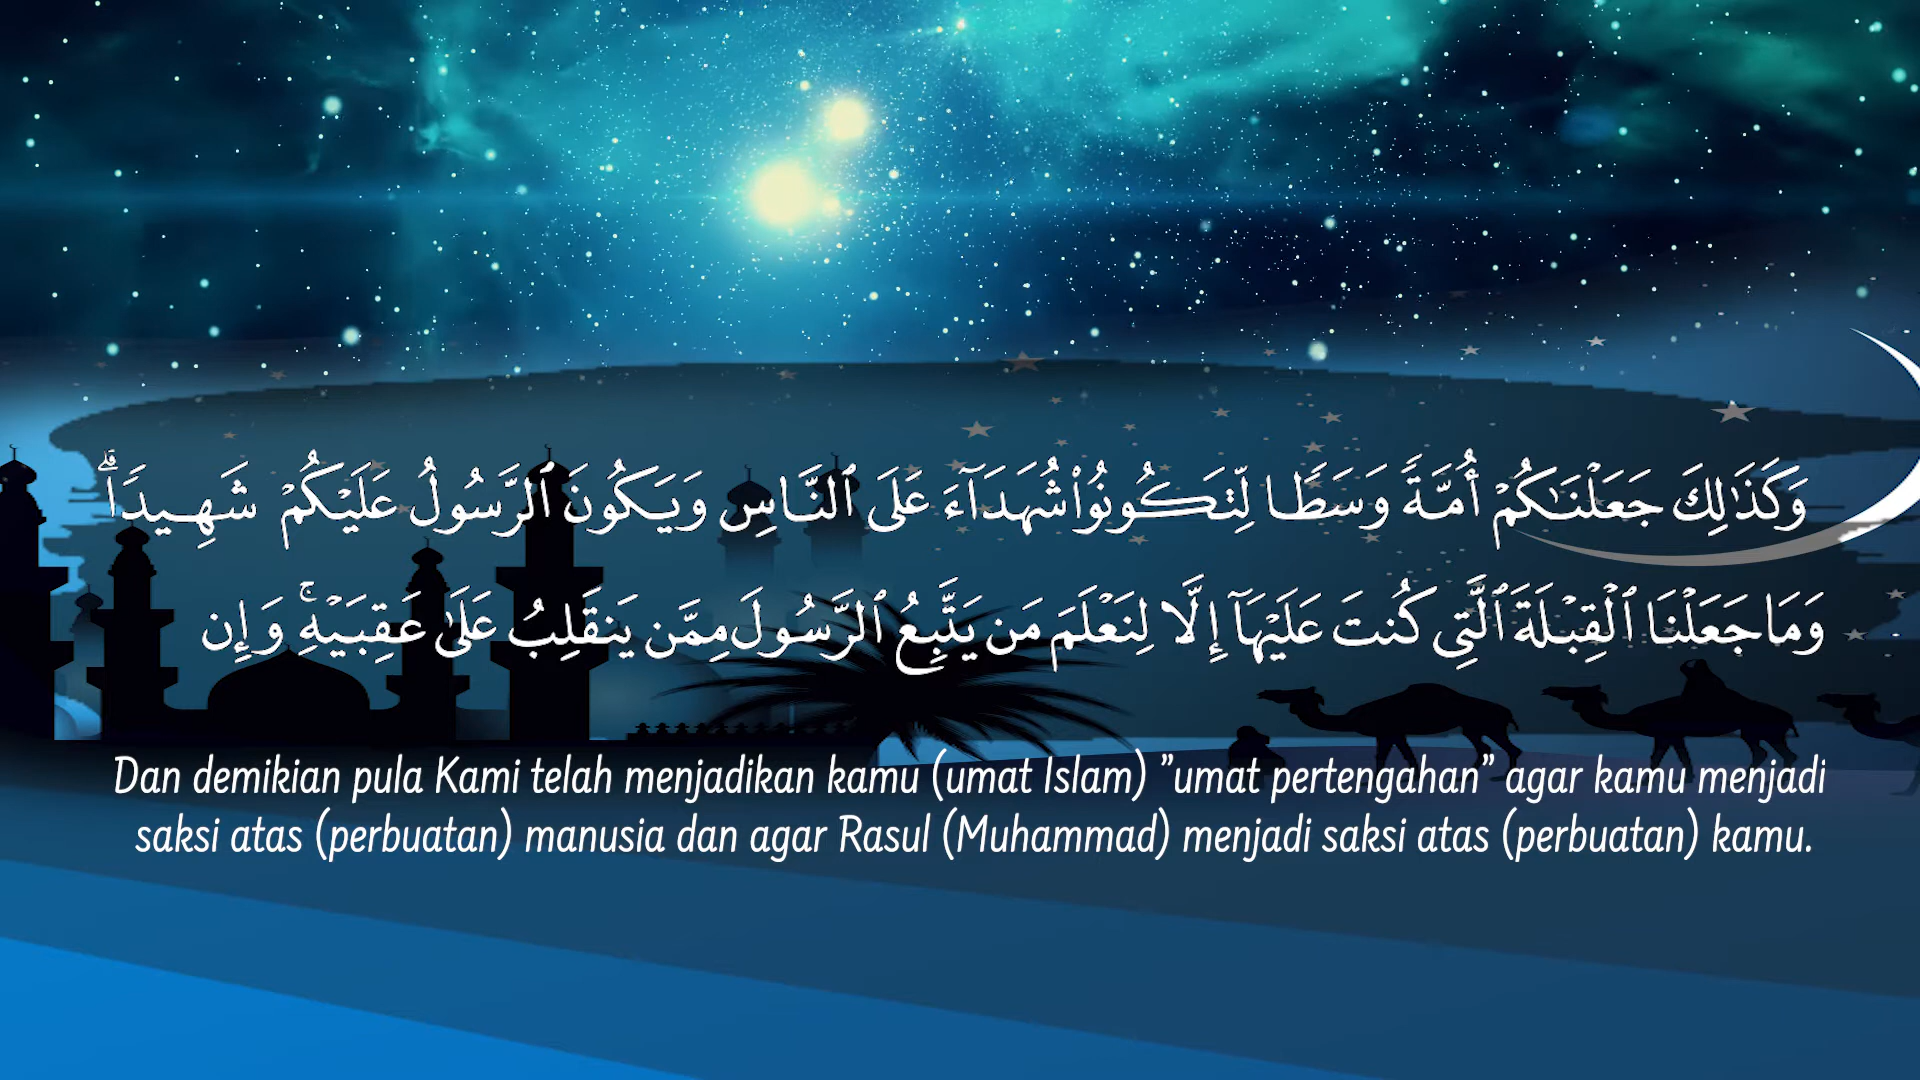 وَكَذَٰلِكَ جَعَلْنَـٰكُمْ أُمَّةً وَسَطًا لِّتَكُونُوا۟ شُهَدَآءَ عَلَى ٱلنَّاسِ وَيَكُونَ ٱلرَّسُولُ عَلَيْكُمْ شَهِيدًا ۗ
وَمَا جَعَلْنَا ٱلْقِبْلَةَ ٱلَّتِى كُنتَ عَلَيْهَآ إِلَّا لِنَعْلَمَ مَن يَتَّبِعُ ٱلرَّسُولَ مِمَّن يَنقَلِبُ عَلَىٰ عَقِبَيْهِ ۚ وَإِن
Dan demikian pula Kami telah menjadikan kamu (umat Islam) ”umat pertengahan” agar kamu menjadi
saksi atas (perbuatan) manusia dan agar Rasul (Muhammad) menjadi saksi atas (perbuatan) kamu.